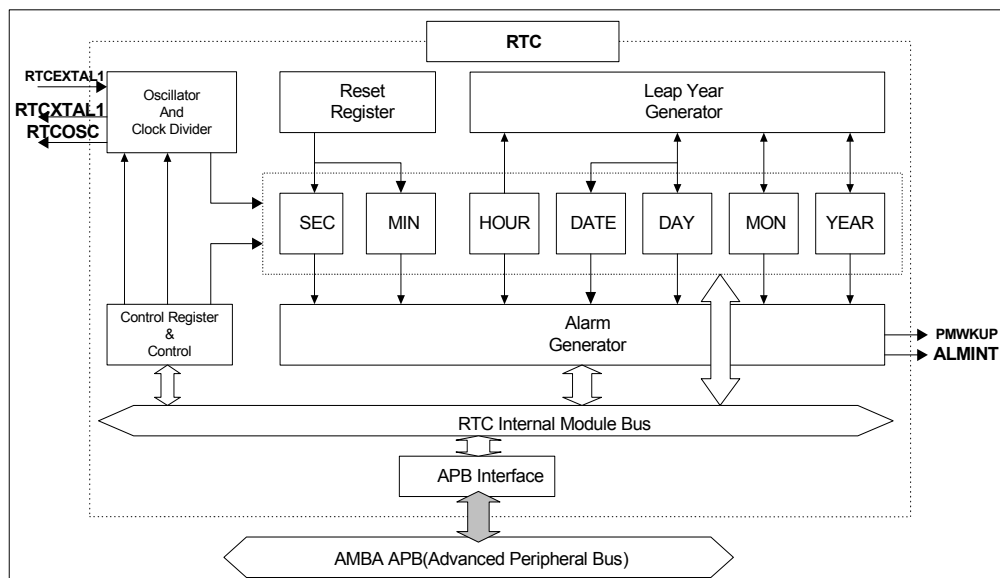 RTC
RTCEXTAL1
RTCXTAL1
RTCOSC
Oscillator
And
Clock Divider
Reset
Register
Leap Year
Generator
SEC
MIN
HOUR
DATE
DAY
MON
YEAR
Control Register
&
Control
Alarm
Generator
PMWKUP
ALMINT
RTC Internal Module Bus
APB Interface
AMBA APB(Advanced Peripheral Bus)